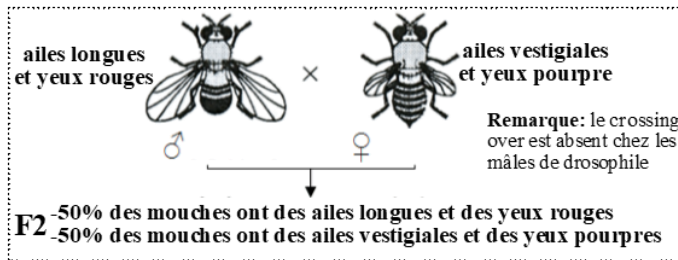 ailes longues
et yeux rouges
×
ailes vestigiales
et yeux pourpre
♂
♀
Remarque: le crossing
over est absent chez les
mâles de drosophile
F2
-50% des mouches ont des ailes longues et des yeux rouges
-50% des mouches ont des ailes vestigiales et des yeux pourpres